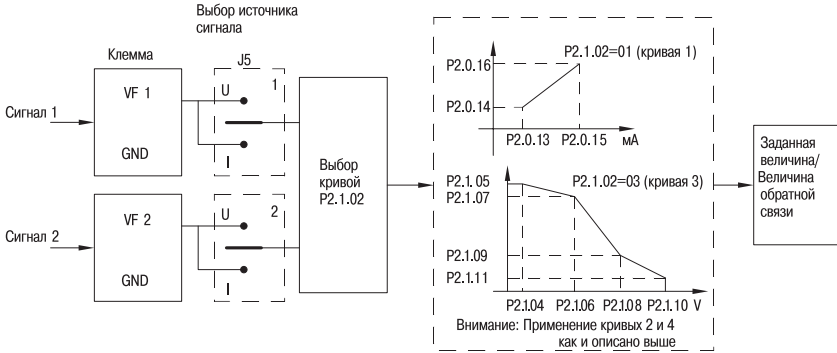 Выбор источника
сигнала
Клемма
J5
Сигнал 1
VF 1
GND
U
1
I
Сигнал 2
VF 2
GND
U
2
I
Выбор
кривой
P2.1.02
P2.1.02=01 (кривая 1)
P2.0.16
P2.0.14
P2.0.13
P2.0.15
мА
P2.1.02=03 (кривая 3)
P2.1.05
P2.1.07
P2.1.09
P2.1.11
P2.1.04
P2.1.06
P2.1.08
P2.1.10
V
Внимание: Применение кривых 2 и 4
как и описано выше
Заданная
величина/
Величина
обратной
связи